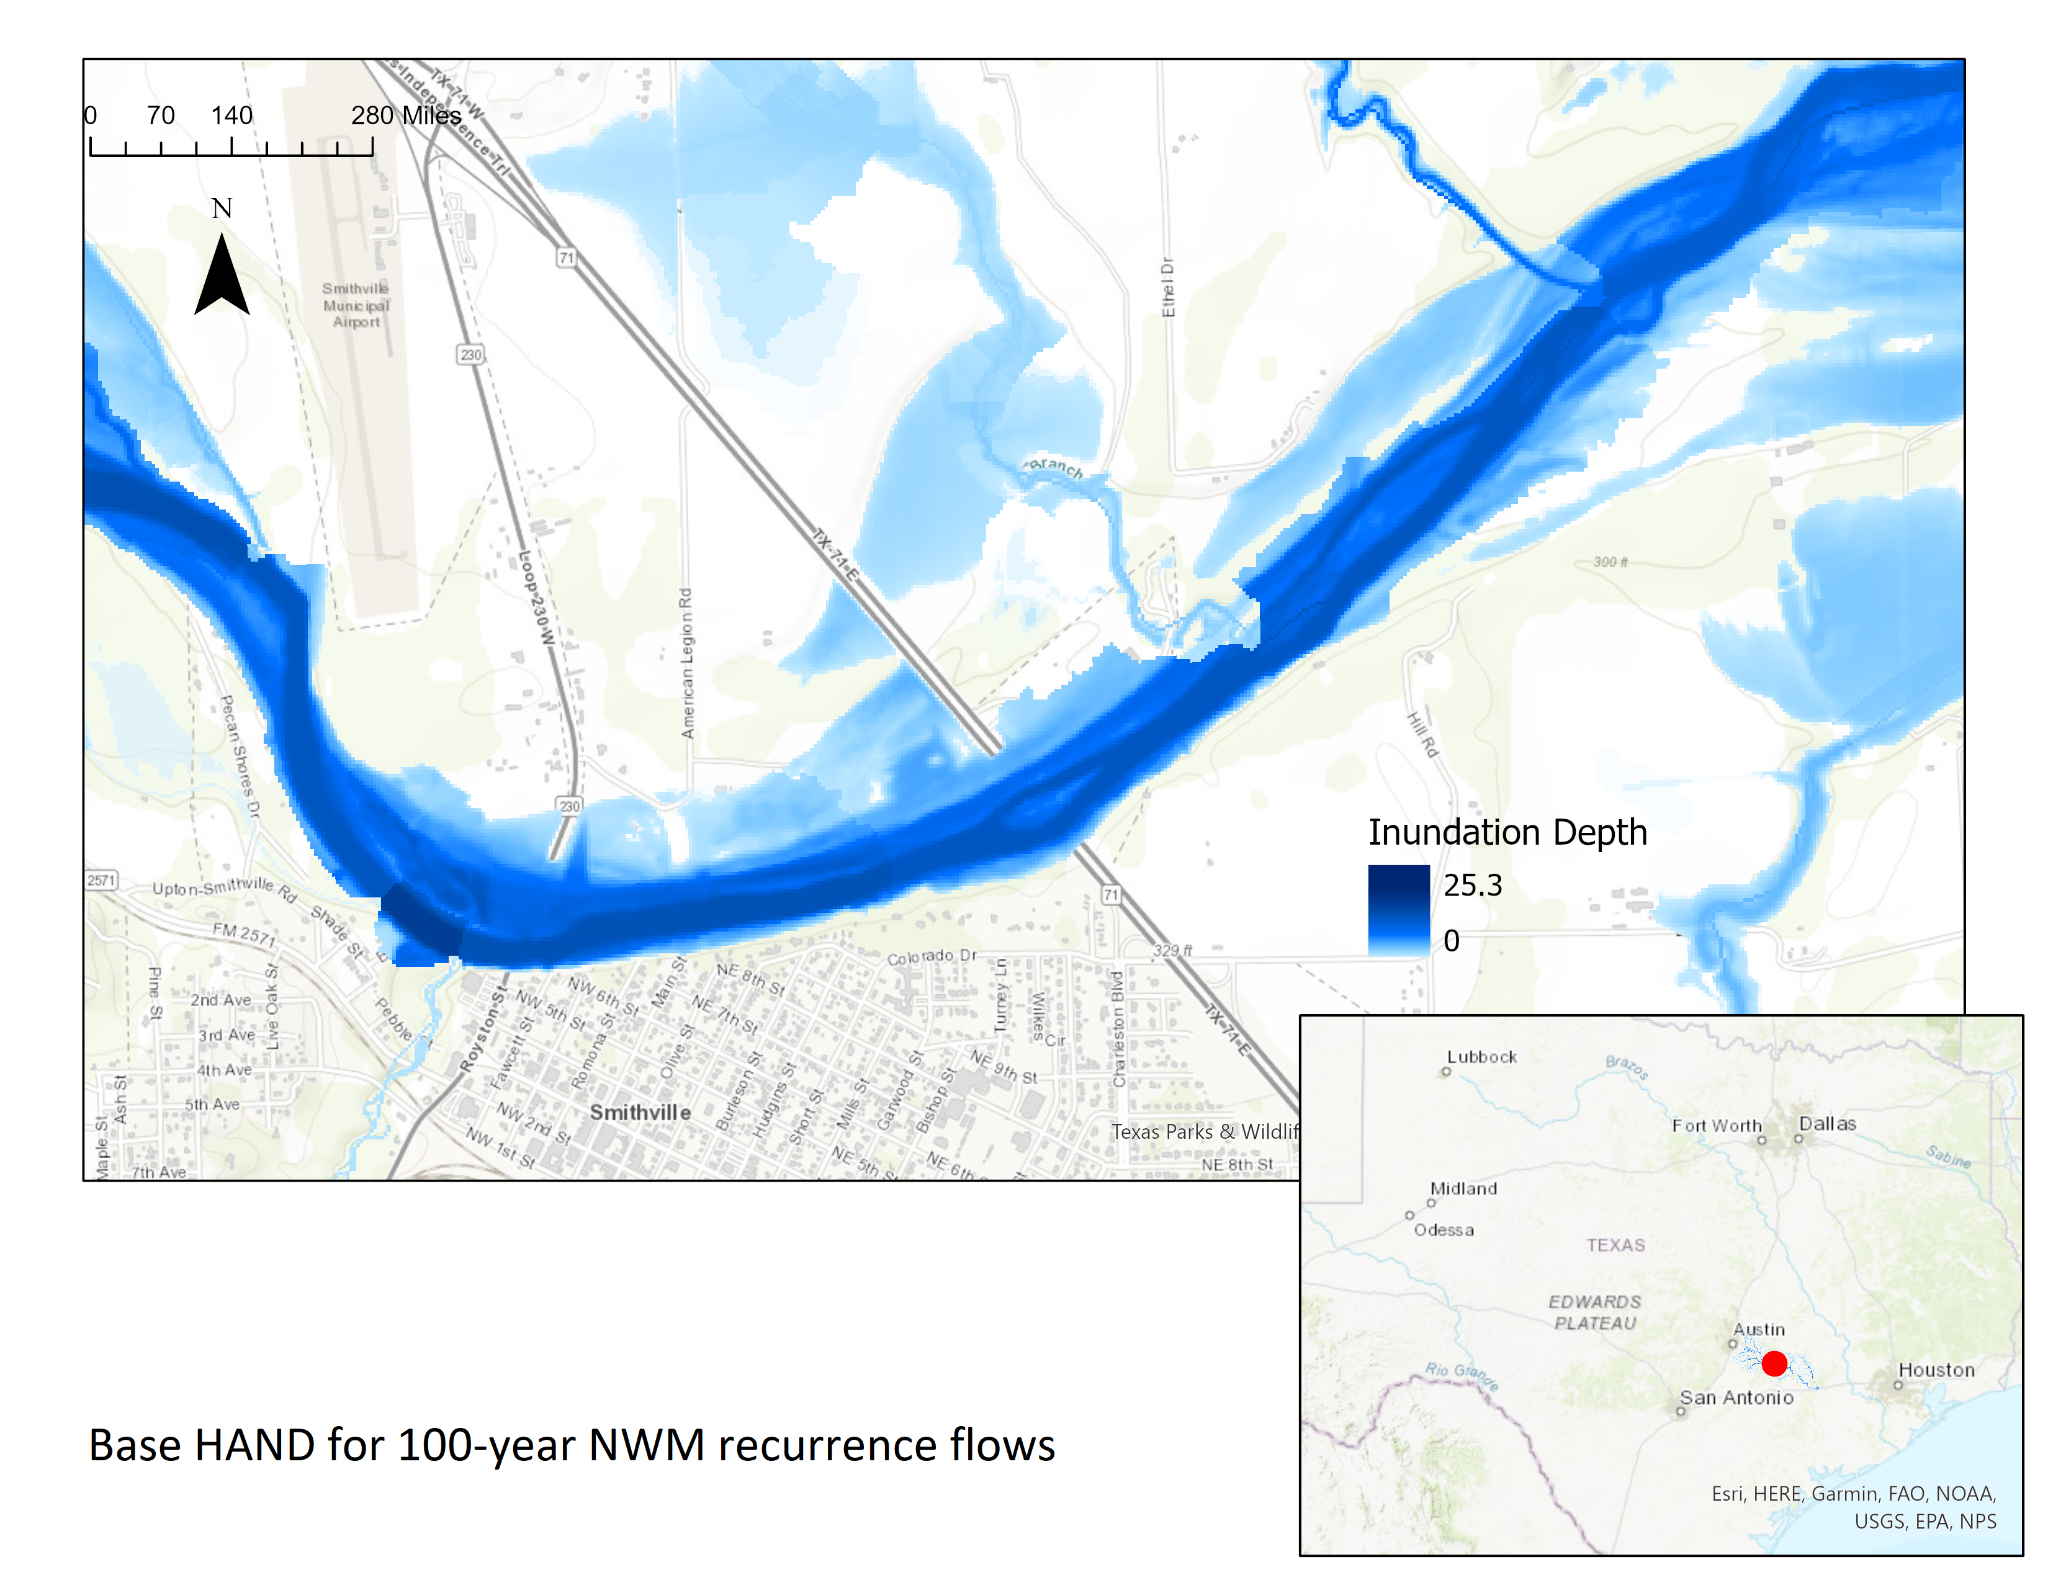 0 70 140 280 Miles
N
s-Independence-Trl
TX-71-W
71
230
Smithville
Municipal
Airport
Ethel Dr
Branch
TX-71-E
Loop-230-W
American Legion Rd
300 ft
Pecan Shores Dr
Hill Rd
230
2571
Upton-Smithville Rd
Shade St
FM 2571
71
329 ft
Colorado Dr
Inundation Depth
25.3
0
Pine St
Live Oak St
2nd Ave
3rd Ave
4th Ave
5th Ave
7th Ave
Ash St
Maple St
Pebble
Royston St
Fawcett St
NW 5th St
NW 6th St
Main St
NE 8th St
NE 7th St
Romona St
Olive St
Turney Ln
Wilkes
Cir
Charleston Blvd
TX-71-E
NE 9th St
Burleson St
Hudgins St
Short St
Mills St
Garwood St
Bishop St
Smithville
NW 2nd St
NW 1st St
NE 5th St
NE 6th
Texas Parks & Wildlif
NE 8th St
Lubbock
Brazos
Fort Worth
Dallas
Sabine
Midland
Odessa
TEXAS
EDWARDS
PLATEAU
Austin
Houston
Rio Grande
San Antonio
Esri, HERE, Garmin, FAO, NOAA,
USGS, EPA, NPS
Base HAND for 100-year NWM recurrence flows